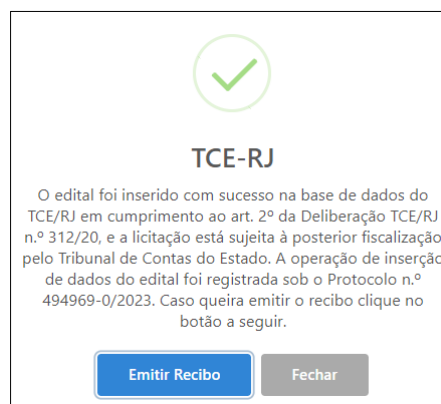 TCE-RJ
O edital foi inserido com sucesso na base de dados do
TCE/RJ em cumprimento ao art. 2º da Deliberação TCE/RJ
n.º 312/20, e a licitação está sujeita à posterior fiscalização
pelo Tribunal de Contas do Estado. A operação de inserção
de dados do edital foi registrada sob o Protocolo n.º
494969-0/2023. Caso queira emitir o recibo clique no
botão a seguir.
Emitir Recibo
Fechar